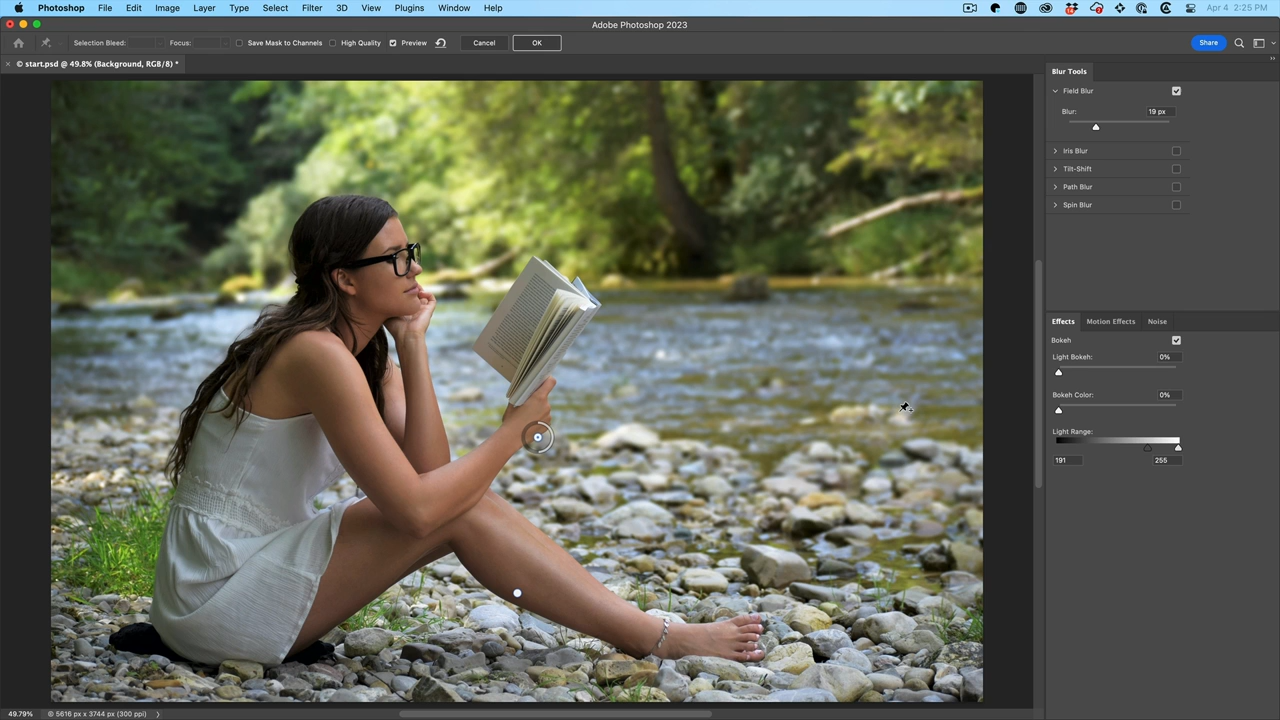 Photoshop File Edit Image Layer Type Select Filter 3D View Plugins Window Help Apr 4 2:25 PM
Adobe Photoshop 2023
Selection Bleed: Focus: Save Mask to Channels High Quality Preview Cancel OK Share
× © start.psd @ 49.8% (Background, RGB/8) *
Blur Tools
Field Blur
Blur: 19 px
Iris Blur
Tilt-Shift
Path Blur
Spin Blur
Effects Motion Effects Noise
Bokeh
Light Bokeh: 0%
Bokeh Color: 0%
Light Range:
191 255
49.79% © 5616 px x 3744 px (300 ppi)